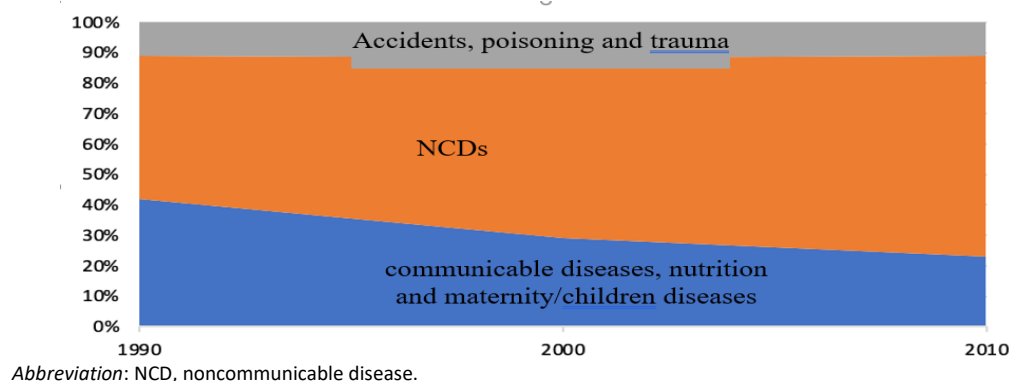 100%
90%
80%
70%
60%
50%
40%
30%
20%
10%
0%
Accidents, poisoning and trauma
NCDs
communicable diseases, nutrition
and maternity/children diseases
1990 2000 2010
Abbreviation: NCD, noncommunicable disease.